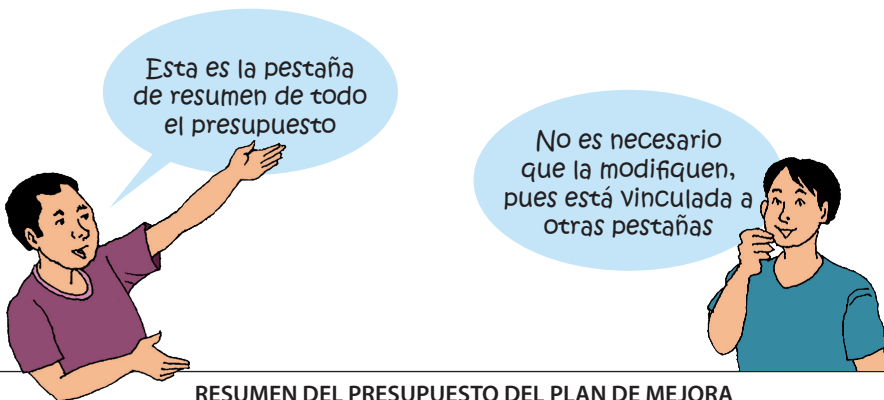 Esta es la pestaña
de resumen de todo
el presupuesto
No es necesario
que la modifiquen,
pues está vinculada a
otras pestañas
RESUMEN DEL PRESUPUESTO DEL PLAN DE MEJORA